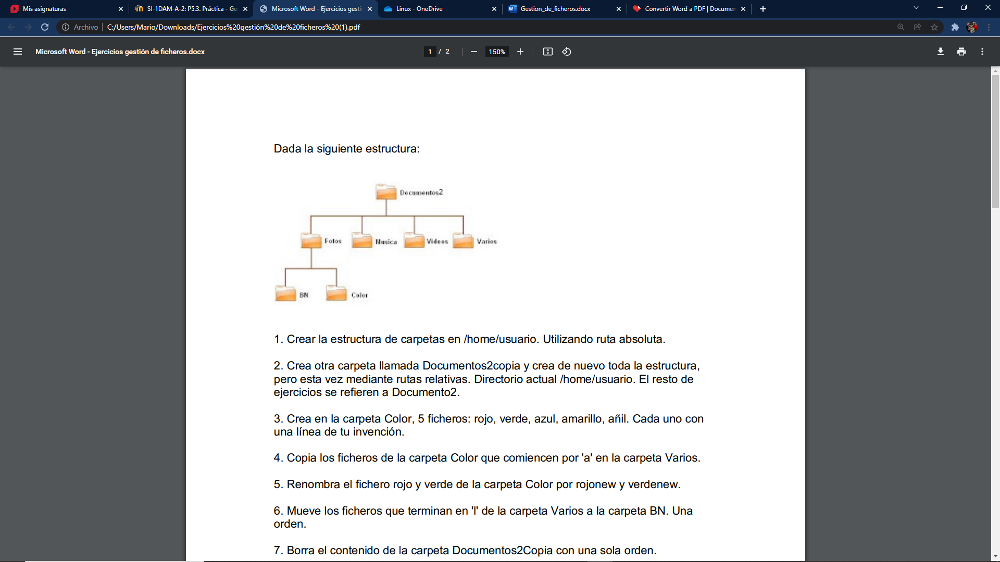 Mis asignaturas
SI-1DAM-A-2: P5.3. Práctica - Ge
Microsoft Word - Ejercicios gesti
Linux - OneDrive
Gestion_de_ficheros.docx
Convertir Word a PDF | Documen
Archivo
C:/Users/Mario/Downloads/Ejercicios%20gestión%20de%20ficheros%20(1).pdf
Microsoft Word - Ejercicios gestión de ficheros.docx
1 / 2
150%
Dada la siguiente estructura:
Documentos2
Fotos
Musica
Videos
Varios
BN
Color
1. Crear la estructura de carpetas en /home/usuario. Utilizando ruta absoluta.
2. Crea otra carpeta llamada Documentos2copia y crea de nuevo toda la estructura,
pero esta vez mediante rutas relativas. Directorio actual /home/usuario. El resto de
ejercicios se refieren a Documento2.
3. Crea en la carpeta Color, 5 ficheros: rojo, verde, azul, amarillo, añil. Cada uno con
una línea de tu invención.
4. Copia los ficheros de la carpeta Color que comiencen por 'a' en la carpeta Varios.
5. Renombra el fichero rojo y verde de la carpeta Color por rojonew y verdenew.
6. Mueve los ficheros que terminan en 'l' de la carpeta Varios a la carpeta BN. Una
orden.
7. Borra el contenido de la carpeta Documentos2Copia con una sola orden.